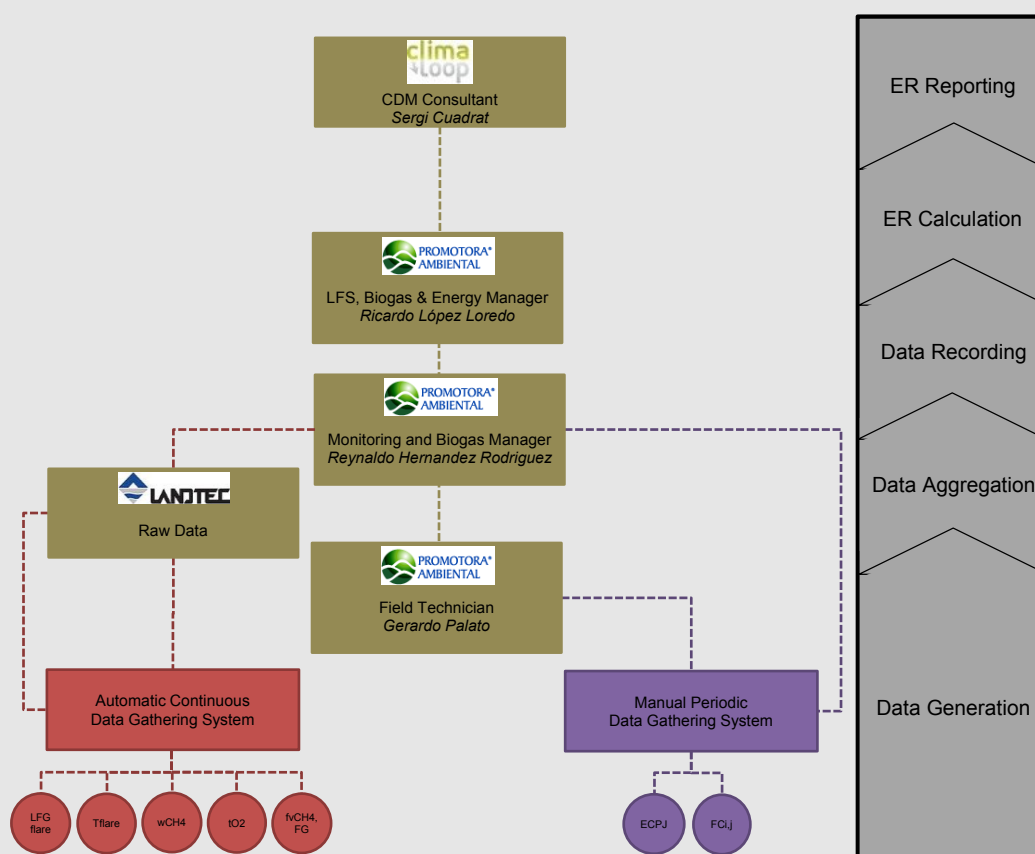 clima
LOOP
CDM Consultant
Sergi Cuadrat
PROMOTORA®
AMBIENTAL
LFS, Biogas & Energy Manager
Ricardo López Loredo
PROMOTORA®
AMBIENTAL
Monitoring and Biogas Manager
Reynaldo Hernandez Rodriguez
LANDTEC
Raw Data
PROMOTORA®
AMBIENTAL
Field Technician
Gerardo Palato
Automatic Continuous
Data Gathering System
Manual Periodic
Data Gathering System
LFG
flare
Tflare
wCH4
tO2
fvCH4,
FG
ECPJ
FCi,j
ER Reporting
ER Calculation
Data Recording
Data Aggregation
Data Generation